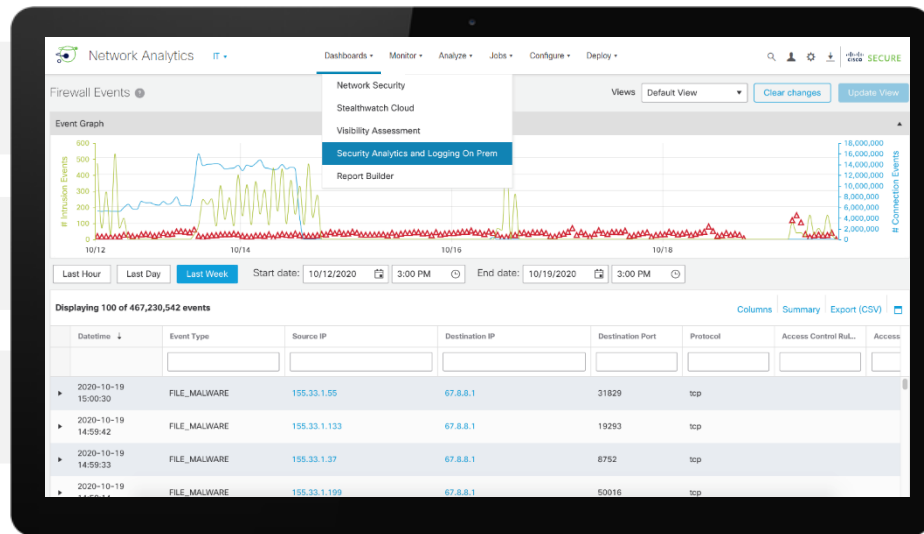 Network Analytics IT Dashboards Monitor Analyze Jobs Configure Deploy CISCO SECURE
Firewall Events ? Views Default View Clear changes Update View
Network Security
Stealthwatch Cloud
Visibility Assessment
Security Analytics and Logging On Prem
Report Builder
Event Graph
# Intrusion Events
600
500
400
300
200
100
0
18,000,000
16,000,000
14,000,000
12,000,000
10,000,000
8,000,000
6,000,000
4,000,000
2,000,000
0
# Connection Events
10/12 10/14 10/16 10/18
Last Hour Last Day Last Week Start date: 10/12/2020 3:00 PM End date: 10/19/2020 3:00 PM
Displaying 100 of 467,230,542 events Columns Summary Export (CSV)
Datetime Event Type Source IP Destination IP Destination Port Protocol Access Control Rul... Access
2020-10-19
15:00:30 FILE_MALWARE 155.33.1.55 67.8.8.1 31829 tcp
2020-10-19
14:59:42 FILE_MALWARE 155.33.1.133 67.8.8.1 19293 tcp
2020-10-19
14:59:33 FILE_MALWARE 155.33.1.37 67.8.8.1 8752 tcp
2020-10-19
FILE_MALWARE 155.33.1.199 67.8.8.1 50016 tcp